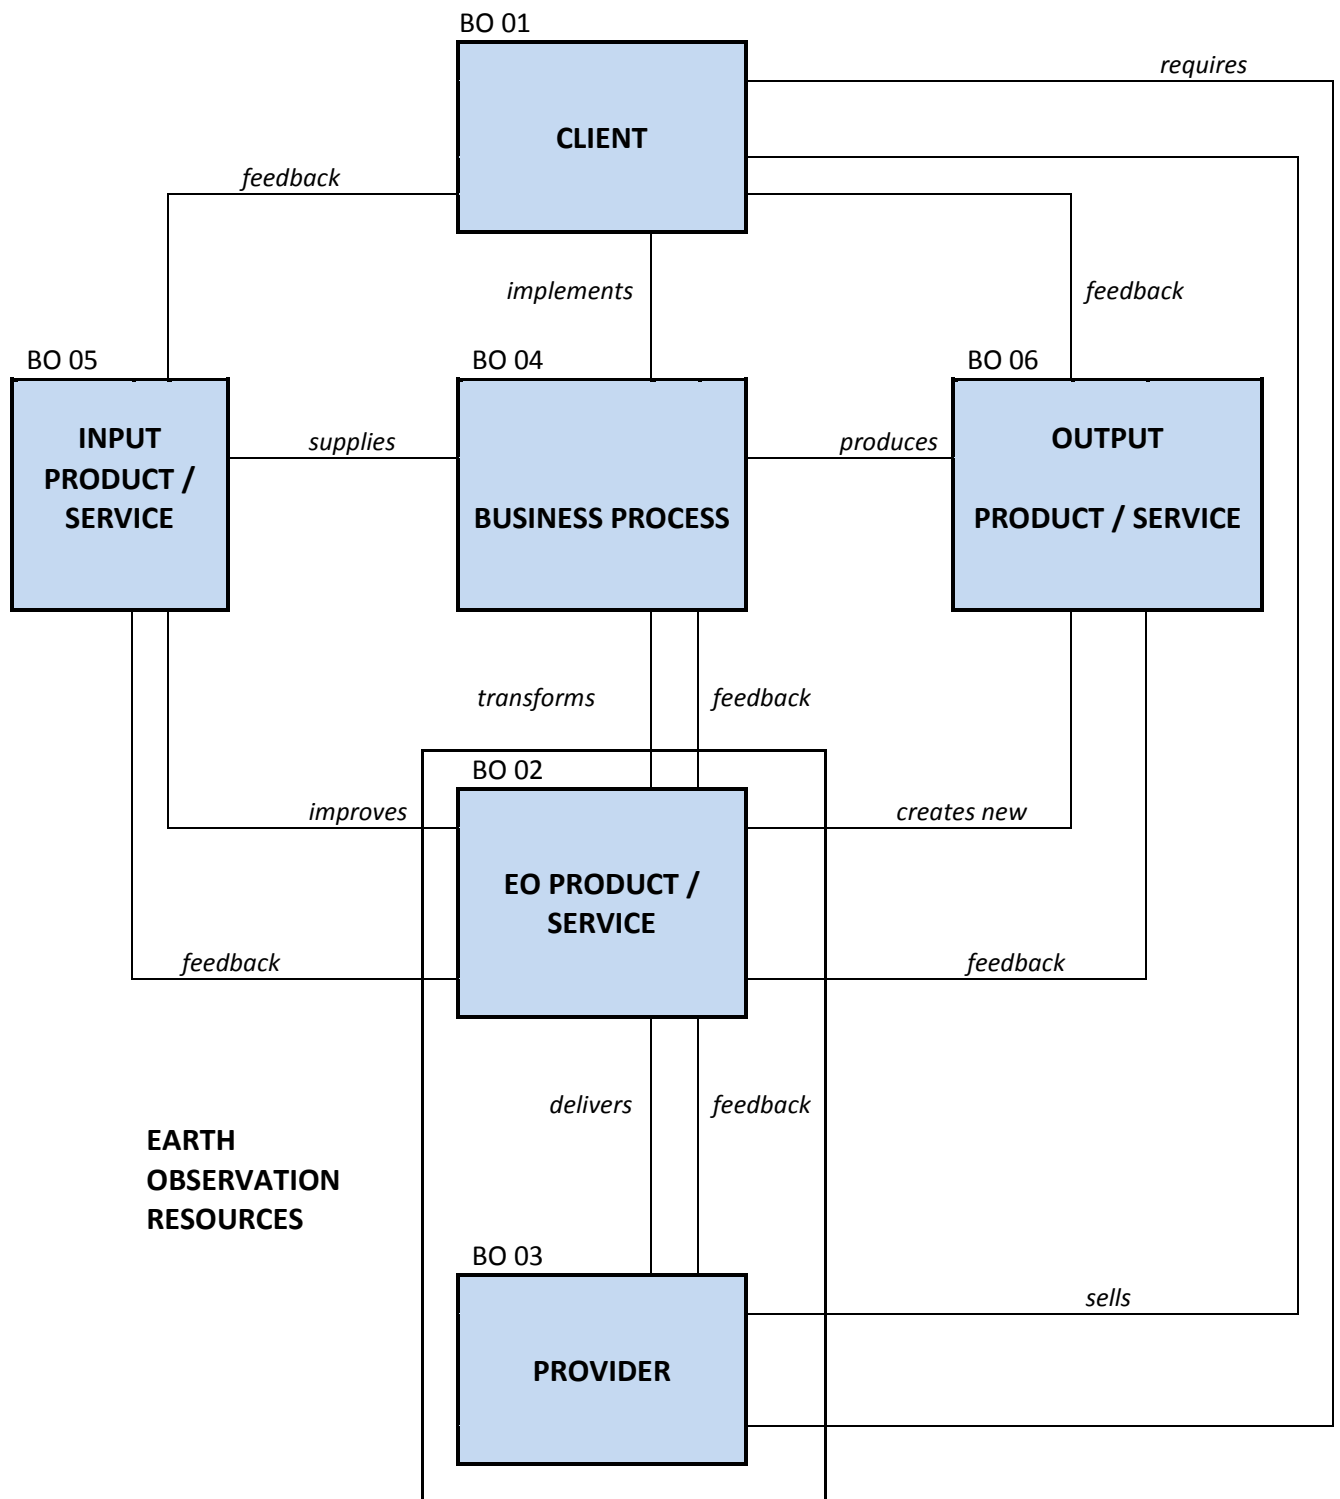 BO 01
requires
CLIENT
feedback
implements
feedback
BO 05
BO 04
BO 06
INPUT
PRODUCT /
SERVICE
supplies
BUSINESS PROCESS
produces
OUTPUT
PRODUCT / SERVICE
transforms
feedback
BO 02
improves
creates new
EO PRODUCT /
SERVICE
feedback
feedback
delivers
feedback
EARTH
OBSERVATION
RESOURCES
BO 03
sells
PROVIDER